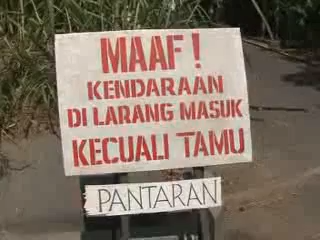 MAAF !
KENDARAAN
DI LARANG MASUK
KECUALI TAMU
PANTARAN